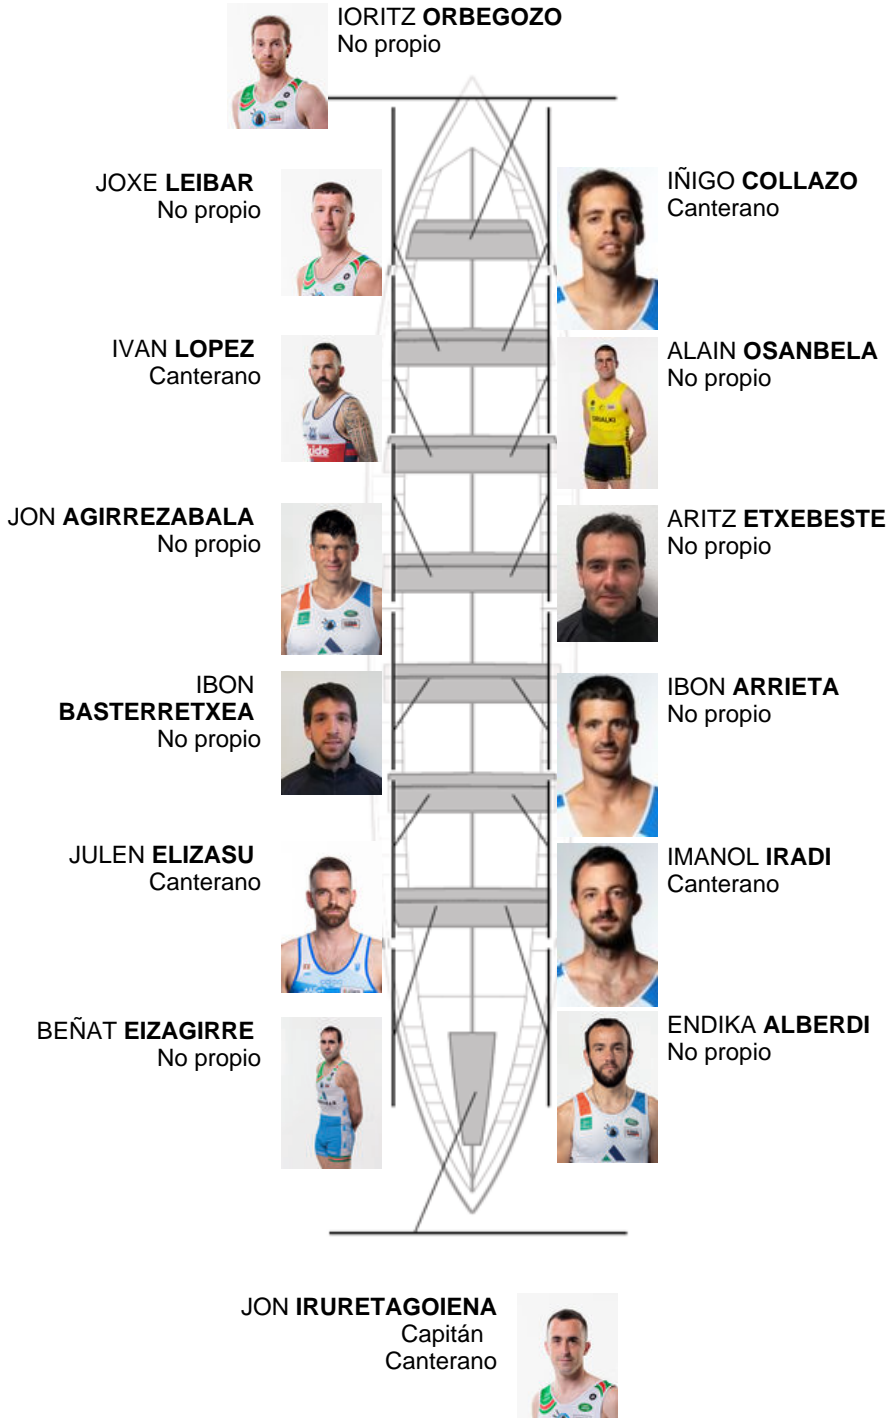 IORITZ ORBEGOZO
No propio
JOXE LEIBAR
No propio
IÑIGO COLLAZO
Canterano
IVAN LOPEZ
Canterano
ALAIN OSANBELA
No propio
JON AGIRREZABALA
No propio
ARITZ ETXEBESTE
No propio
IBON
BASTERRETXEA
No propio
IBON ARRIETA
No propio
JULEN ELIZASU
Canterano
IMANOL IRADI
Canterano
BEÑAT EIZAGIRRE
No propio
ENDIKA ALBERDI
No propio
JON IRURETAGOIENA
Capitán
Canterano